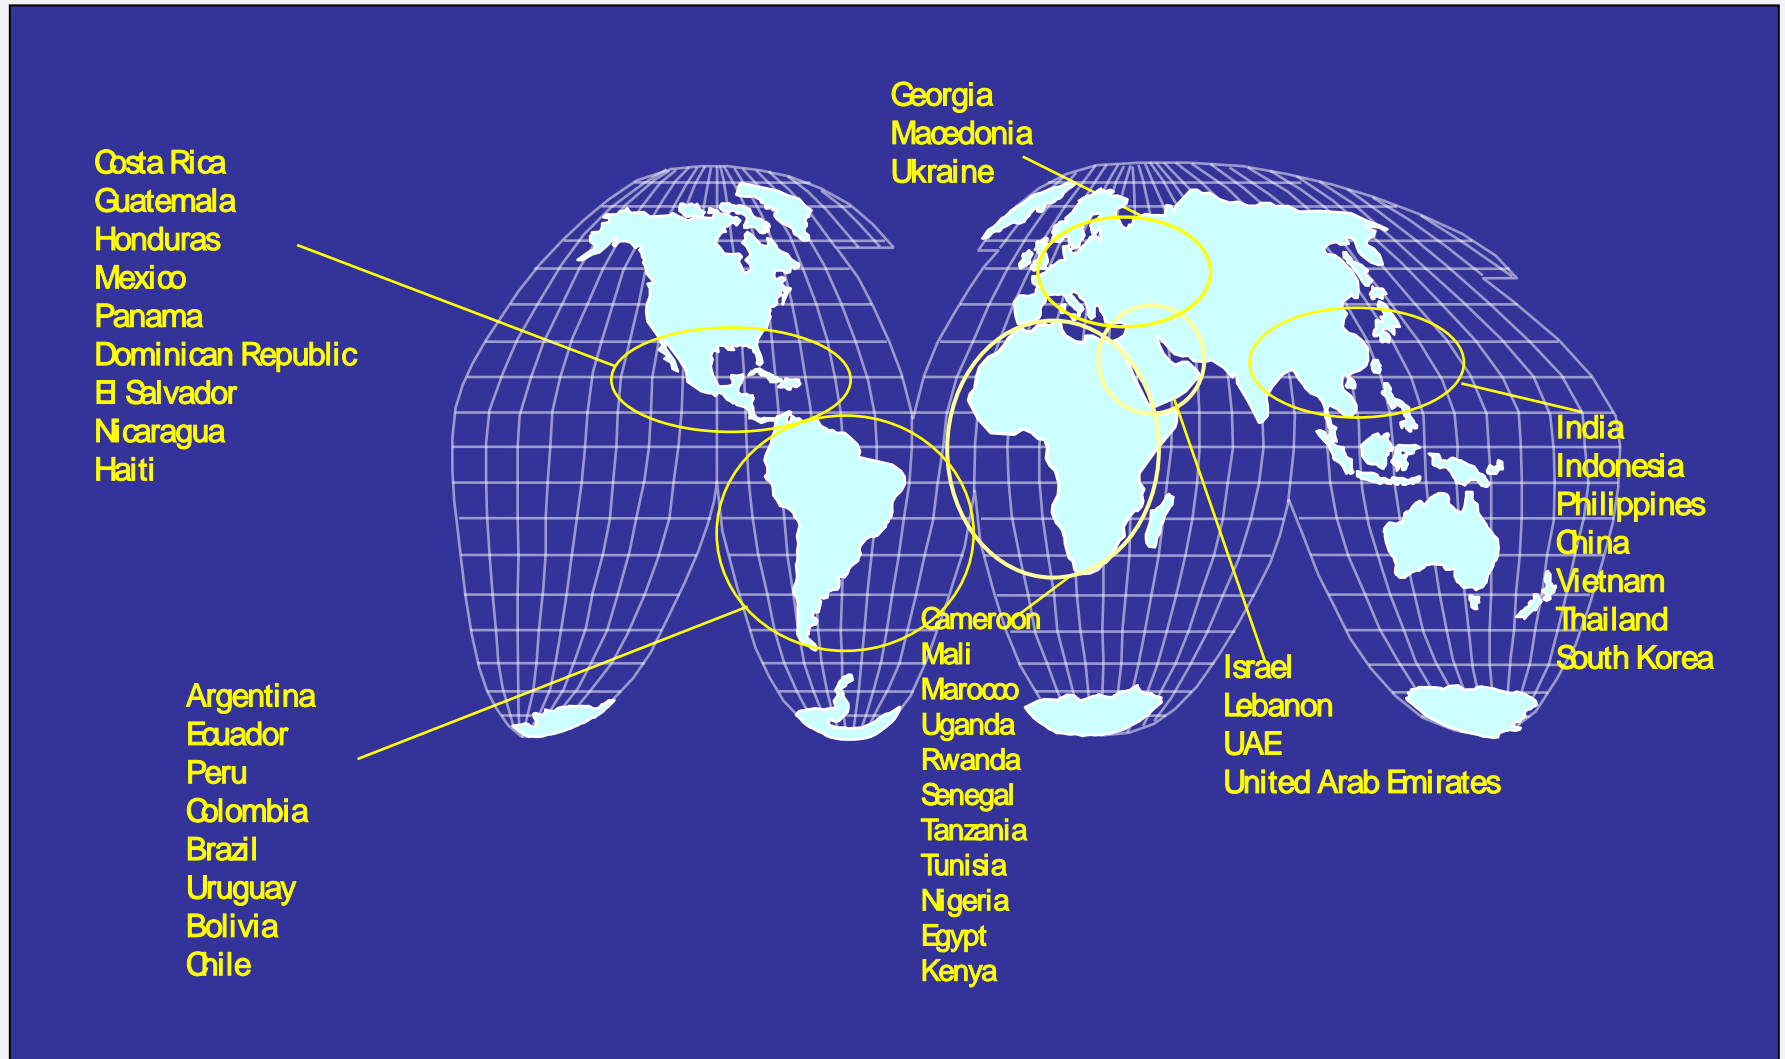 Georgia
Macedonia
Ukraine
Costa Rica
Guatemala
Honduras
Mexico
Panama
Dominican Republic
El Salvador
Nicaragua
Haiti
India
Indonesia
Philippines
China
Vietnam
Thailand
South Korea
Cameroon
Mali
Marocco
Uganda
Rwanda
Senegal
Tanzania
Tunisia
Nigeria
Egypt
Kenya
Israel
Lebanon
UAE
United Arab Emirates
Argentina
Ecuador
Peru
Colombia
Brazil
Uruguay
Bolivia
Chile